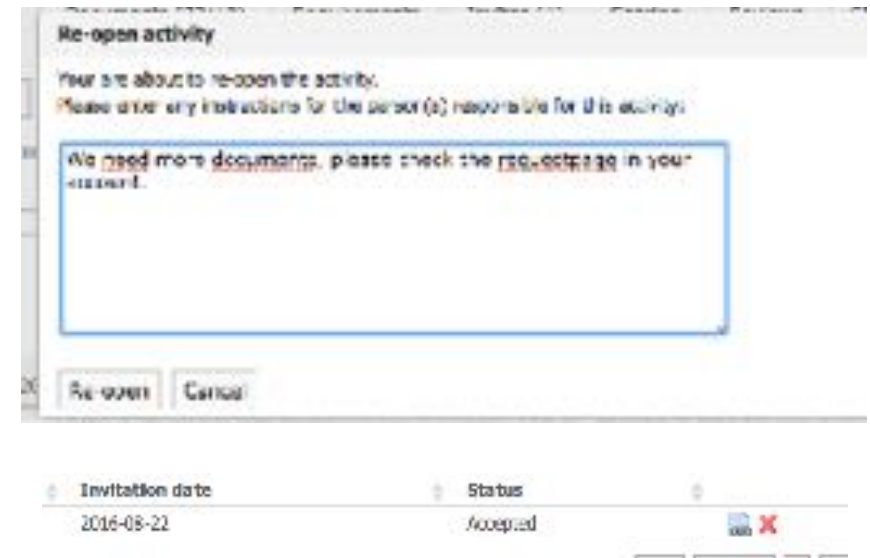 Re-open activity
Your are about to re-open the activity.
Please enter any instructions for the person(s) responsible for this activity:
We need more documents, please check the requestpage in your
account.
Re-open Cancel
Invitation date Status
2016-08-22 Accepted